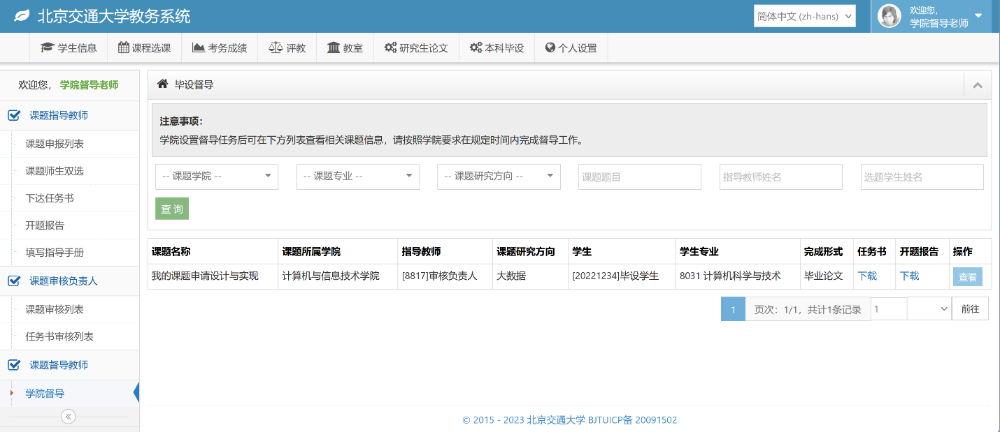 北京交通大学教务系统
简体中文 (zh-hans)
欢迎您,
学院督导老师
学生信息 课程选课 考务成绩 评教 教室 研究生论文 本科毕设 个人设置
欢迎您, 学院督导老师
课题指导教师
课题申报列表
课题师生双选
下达任务书
开题报告
填写指导手册
课题审核负责人
课题审核列表
任务书审核列表
课题督导教师
学院督导
毕设督导
注意事项:
学院设置督导任务后可在下方列表查看相关课题信息，请按照学院要求在规定时间内完成督导工作。
-- 课题学院 -- -- 课题专业 -- -- 课题研究方向 -- 课题题目 指导教师姓名 选题学生姓名
查 询
课题名称 课题所属学院 指导教师 课题研究方向 学生 学生专业 完成形式 任务书 开题报告 操作
我的课题申请设计与实现 计算机与信息技术学院 [8817]审核负责人 大数据 [20221234]毕设学生 8031 计算机科学与技术 毕业论文 下载 下载 查看
1 页次：1/1，共计1条记录 1 前往
© 2015 - 2023 北京交通大学 BJTUICP备 20091502